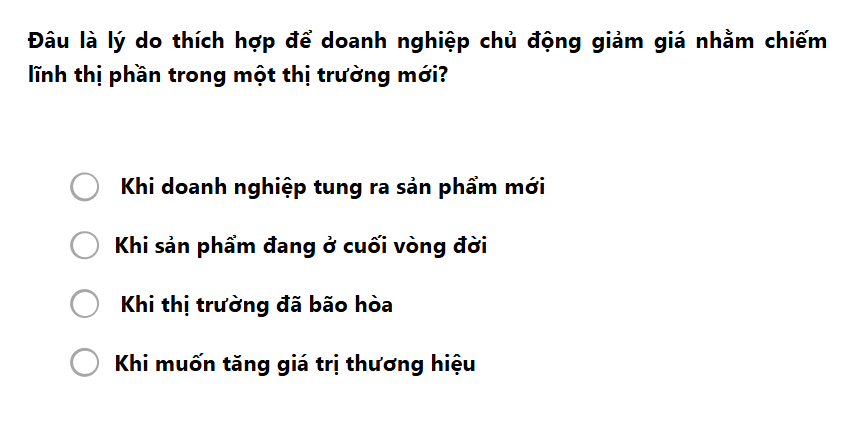 Đâu là lý do thích hợp để doanh nghiệp chủ động giảm giá nhằm chiếm
lĩnh thị phần trong một thị trường mới?
Khi doanh nghiệp tung ra sản phẩm mới
Khi sản phẩm đang ở cuối vòng đời
Khi thị trường đã bão hòa
Khi muốn tăng giá trị thương hiệu